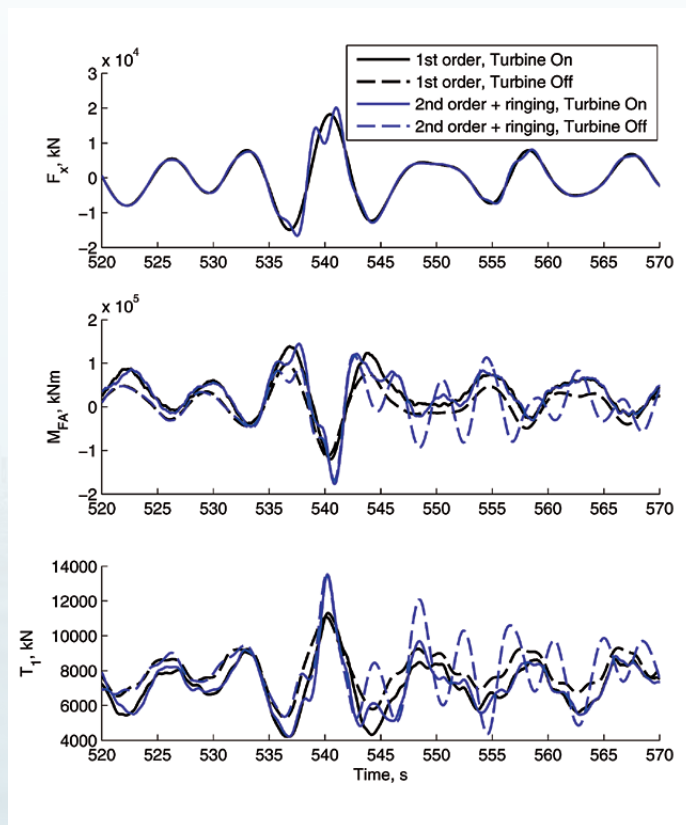 x 10^4
3
2
1
0
−1
−2
F_x, kN
1st order, Turbine On
1st order, Turbine Off
2nd order + ringing, Turbine On
2nd order + ringing, Turbine Off
520 525 530 535 540 545 550 555 560 565 570
x 10^5
2
1
0
−1
−2
M_FA, kNm
520 525 530 535 540 545 550 555 560 565 570
14000
12000
10000
8000
6000
4000
T_1, kN
520 525 530 535 540 545 550 555 560 565 570
Time, s